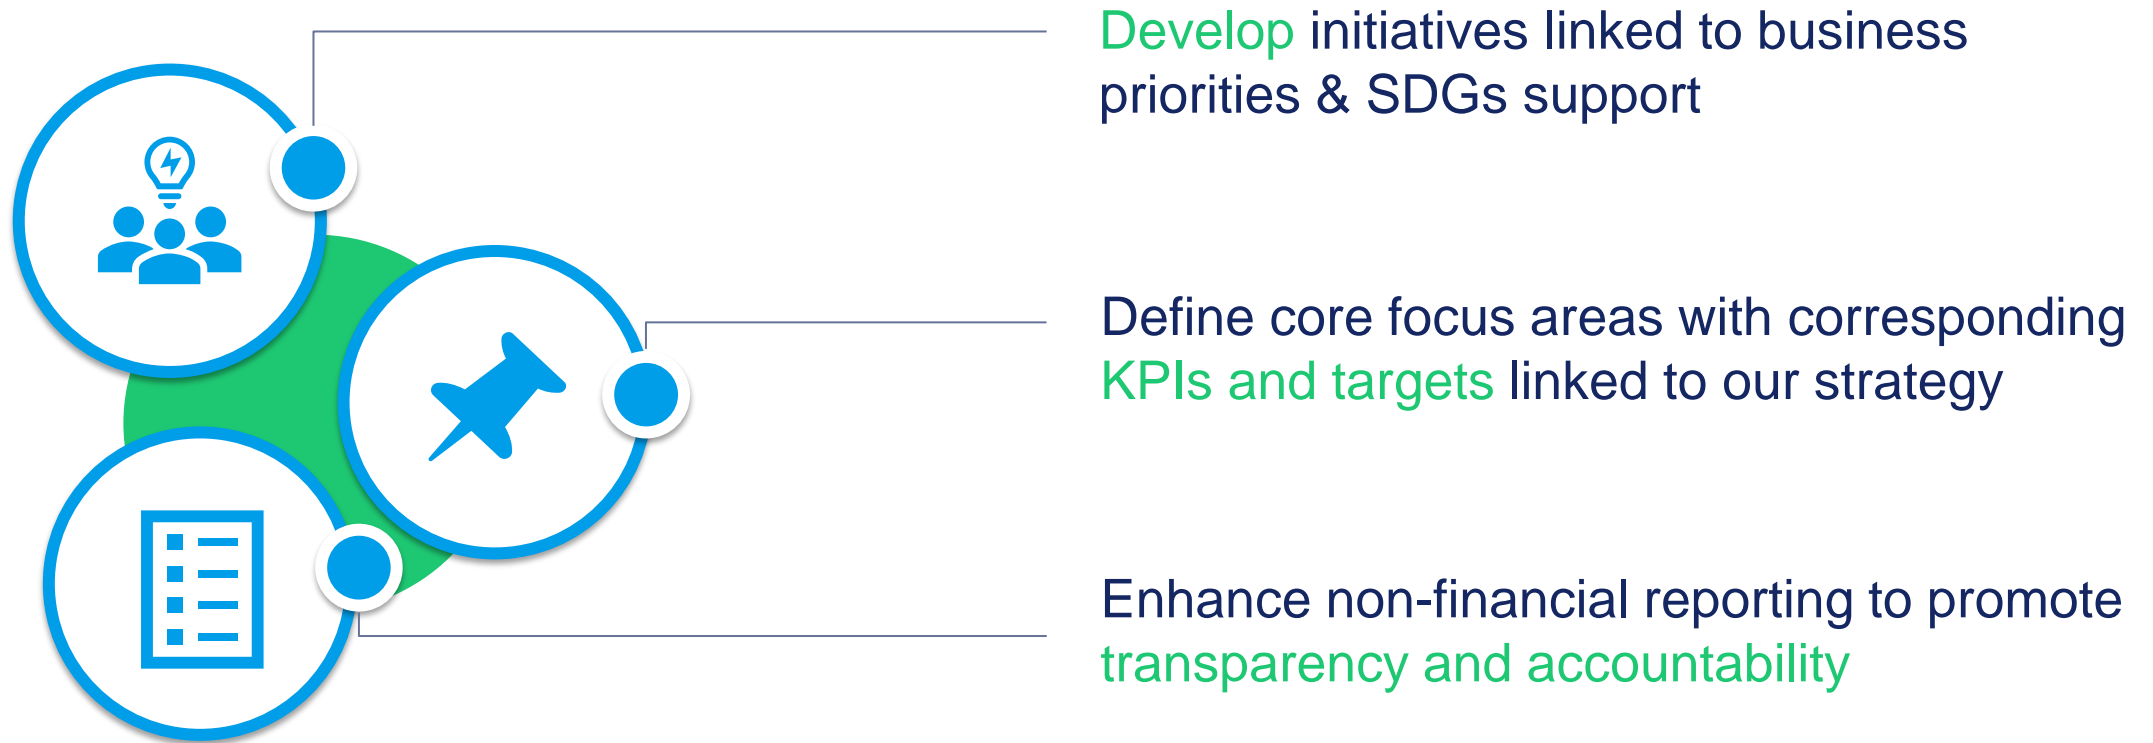 Develop initiatives linked to business
priorities & SDGs support
Define core focus areas with corresponding
KPIs and targets linked to our strategy
Enhance non-financial reporting to promote
transparency and accountability